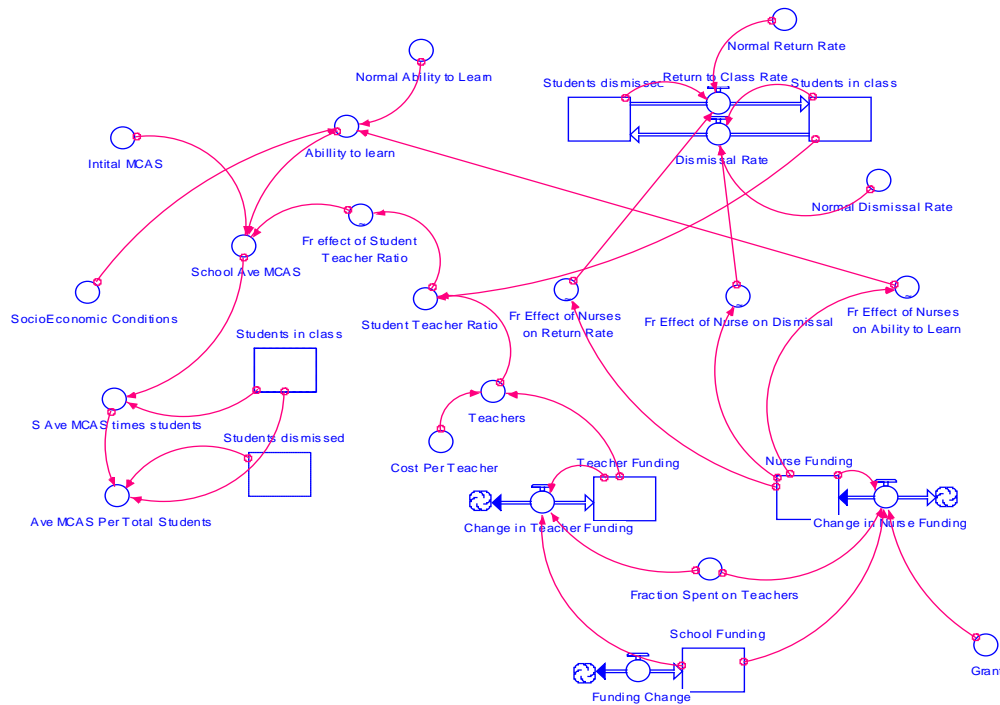 Normal Return Rate
Normal Ability to Learn
Return to Class Rate
Students dismissed
Students in class
Intital MCAS
Abillity to learn
Dismissal Rate
Normal Dismissal Rate
Fr effect of Student
Teacher Ratio
School Ave MCAS
SocioEconomic Conditions
Student Teacher Ratio
Fr Effect of Nurses
on Return Rate
Fr Effect of Nurse on Dismissal
Fr Effect of Nurses
on Ability to Learn
Students in class
S Ave MCAS times students
Teachers
Students dismissed
Cost Per Teacher
Teacher Funding
Nurse Funding
Ave MCAS Per Total Students
Change in Teacher Funding
Change in Nurse Funding
Fraction Spent on Teachers
School Funding
Grant
Funding Change